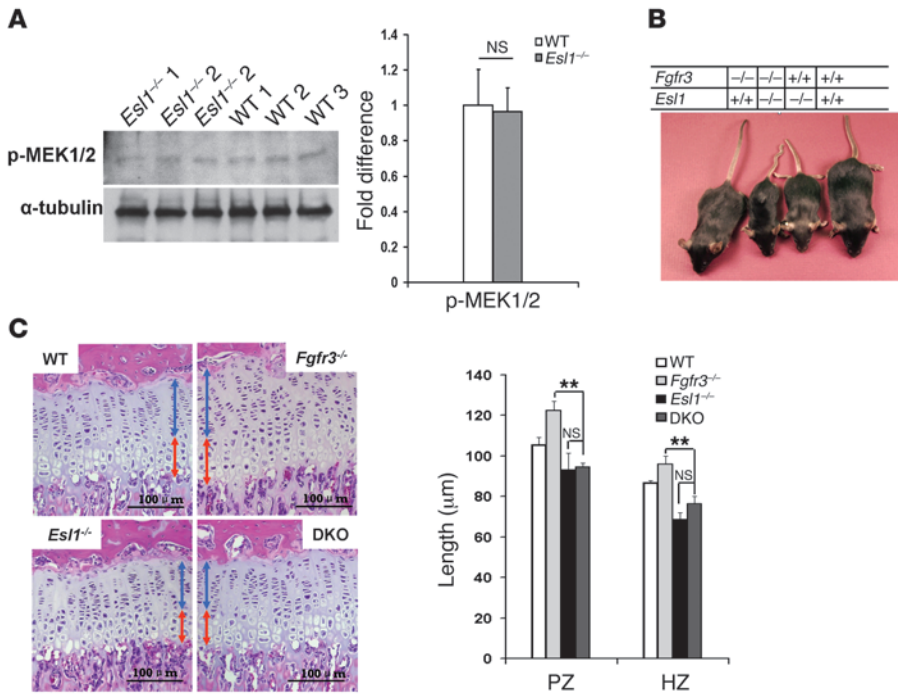 A
Esl1-/- 1
Esl1-/- 2
Esl1-/- 2
WT 1
WT 2
WT 3
p-MEK1/2
α-tubulin
Fold difference
1.4
1.2
1
0.8
0.6
0.4
0.2
0
NS
WT
Esl1-/-
p-MEK1/2
B
Fgfr3 -/- -/- +/+ +/+
Esl1 +/+ -/- -/- +/+
C
WT
Fgfr3-/-
100 μm
100 μm
Esl1-/-
DKO
100 μm
100 μm
WT
Fgfr3-/-
Esl1-/-
DKO
Length (μm)
140
120
100
80
60
40
20
0
**
NS
**
NS
PZ
HZ